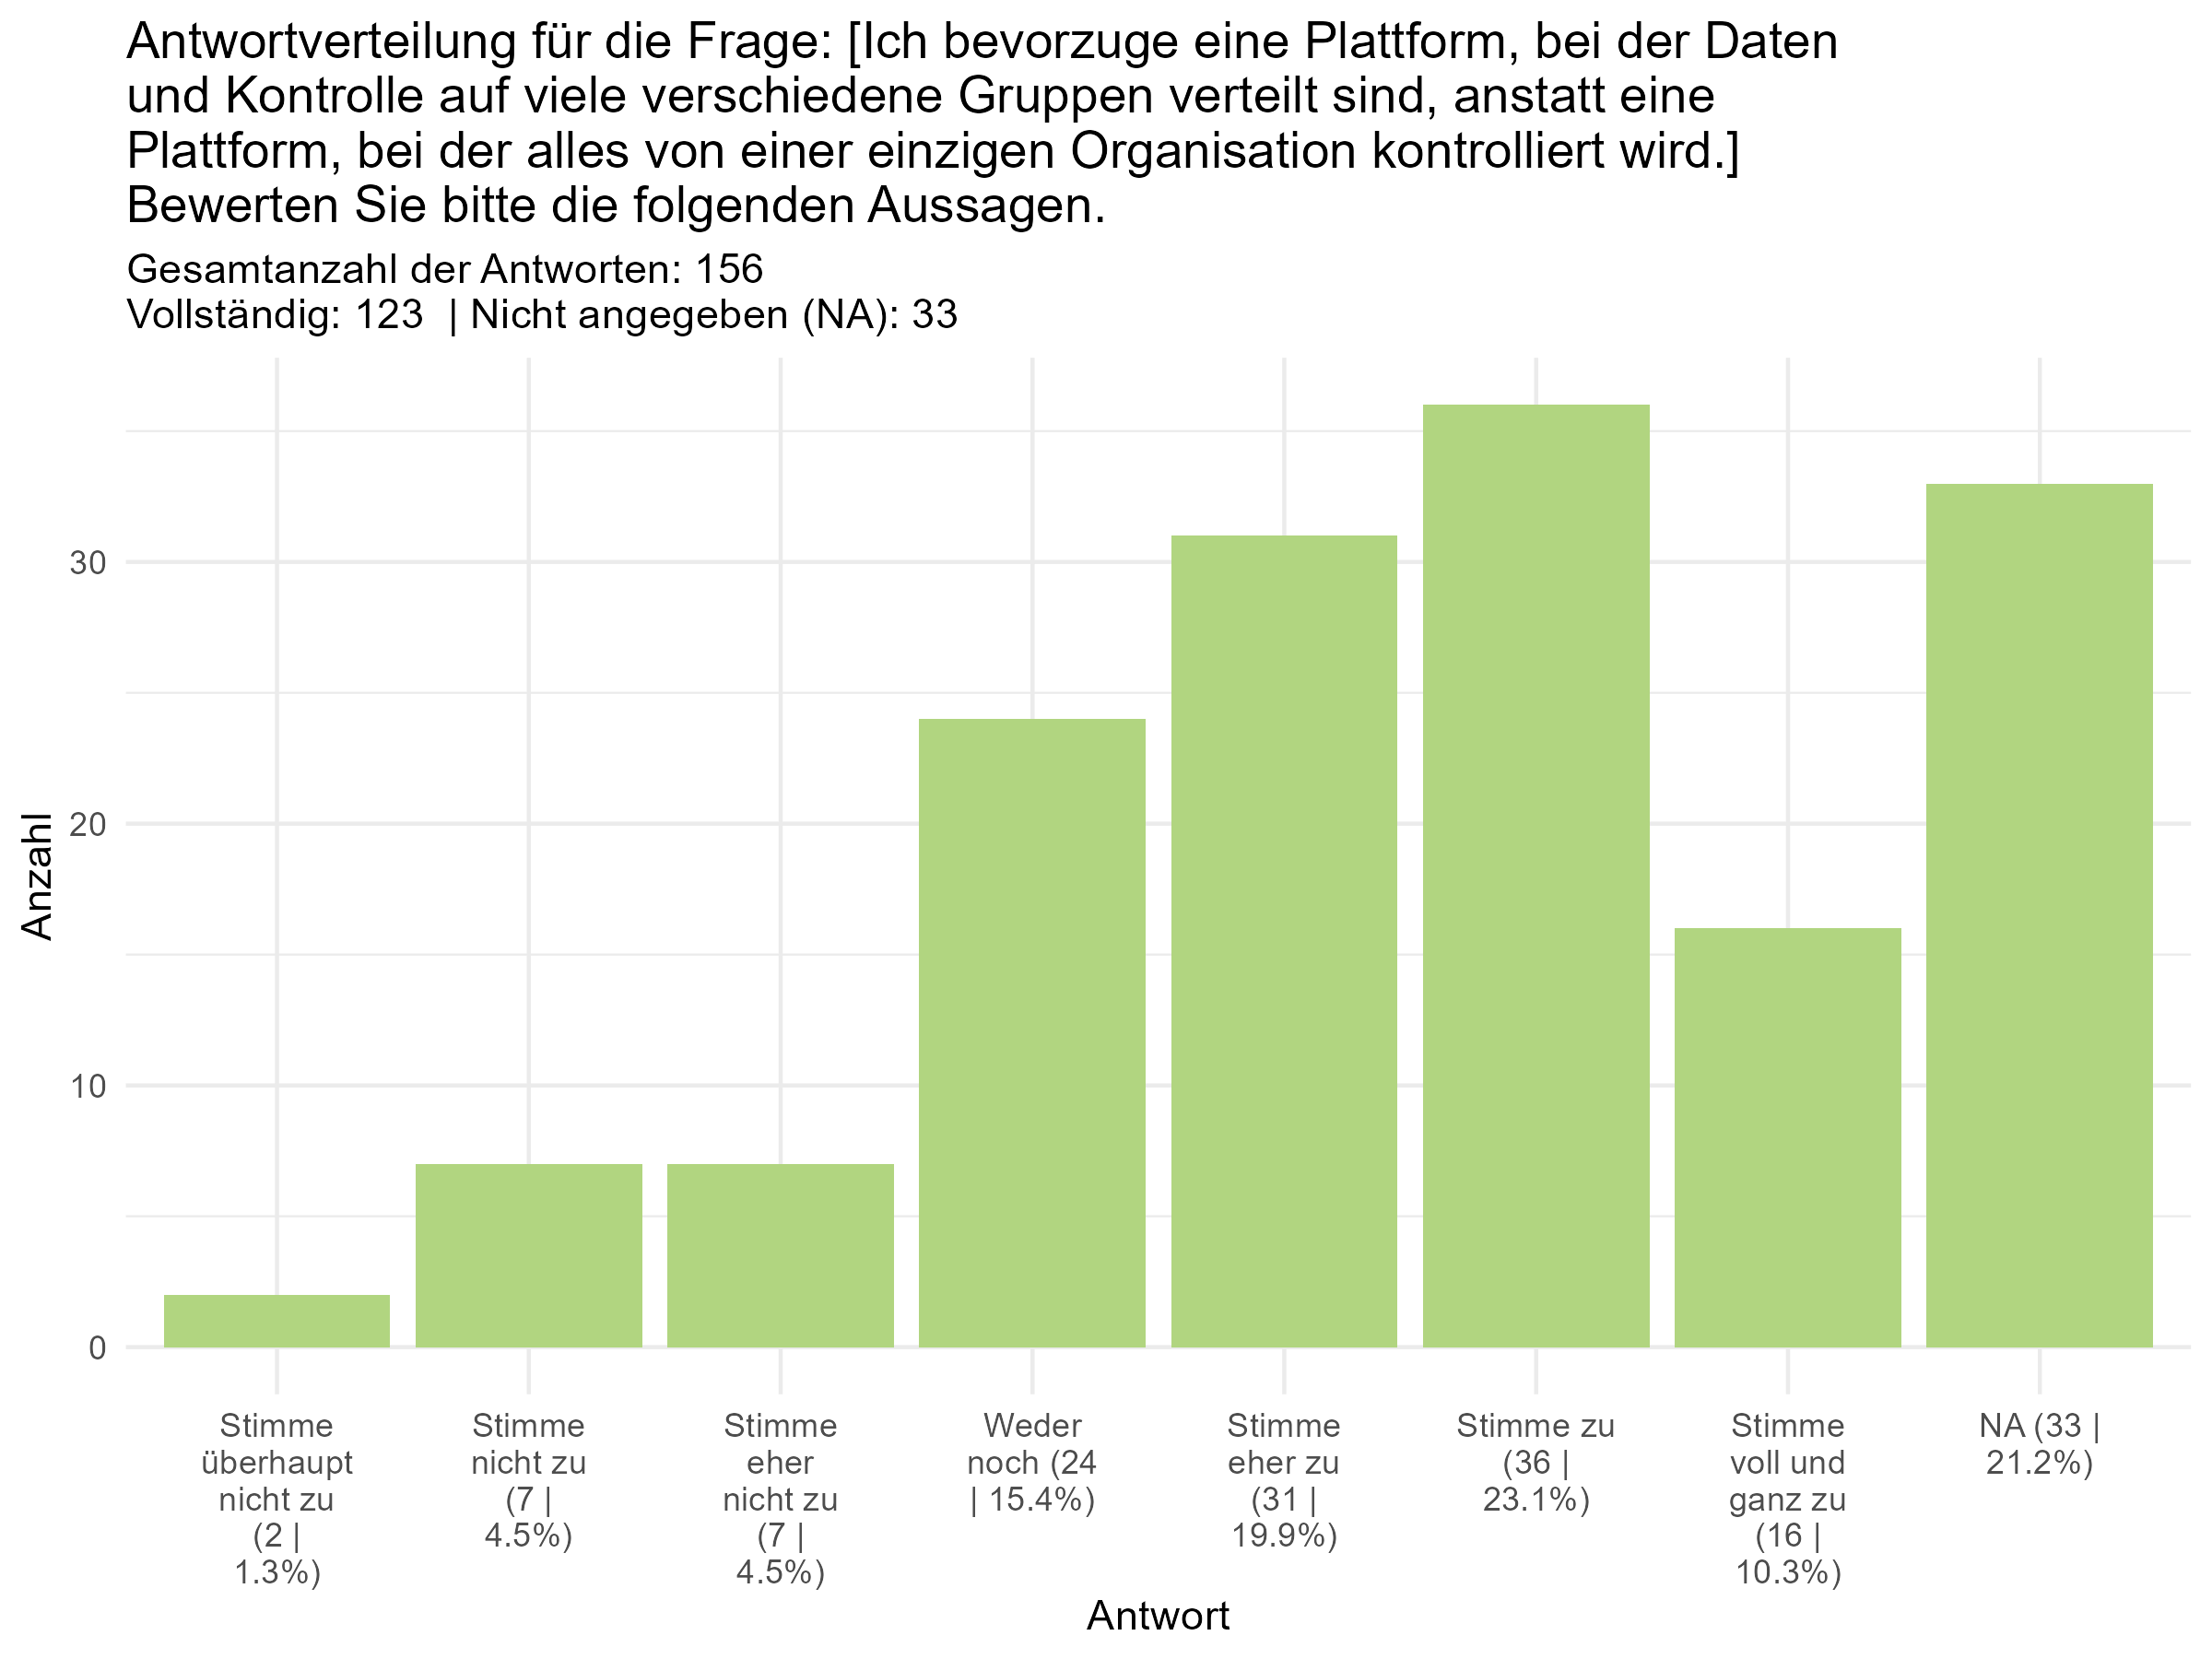 Antwortverteilung für die Frage: [Ich bevorzuge eine Plattform, bei der Daten
und Kontrolle auf viele verschiedene Gruppen verteilt sind, anstatt eine
Plattform, bei der alles von einer einzigen Organisation kontrolliert wird.]
Bewerten Sie bitte die folgenden Aussagen.
Gesamtanzahl der Antworten: 156
Vollständig: 123 | Nicht angegeben (NA): 33
Anzahl
30
20
10
0
Stimme
überhaupt
nicht zu
(2 |
1.3%)
Stimme
nicht zu
(7 |
4.5%)
Stimme
eher
nicht zu
(7 |
4.5%)
Weder
noch (24
| 15.4%)
Stimme
eher zu
(31 |
19.9%)
Stimme zu
(36 |
23.1%)
Stimme
voll und
ganz zu
(16 |
10.3%)
NA (33 |
21.2%)
Antwort